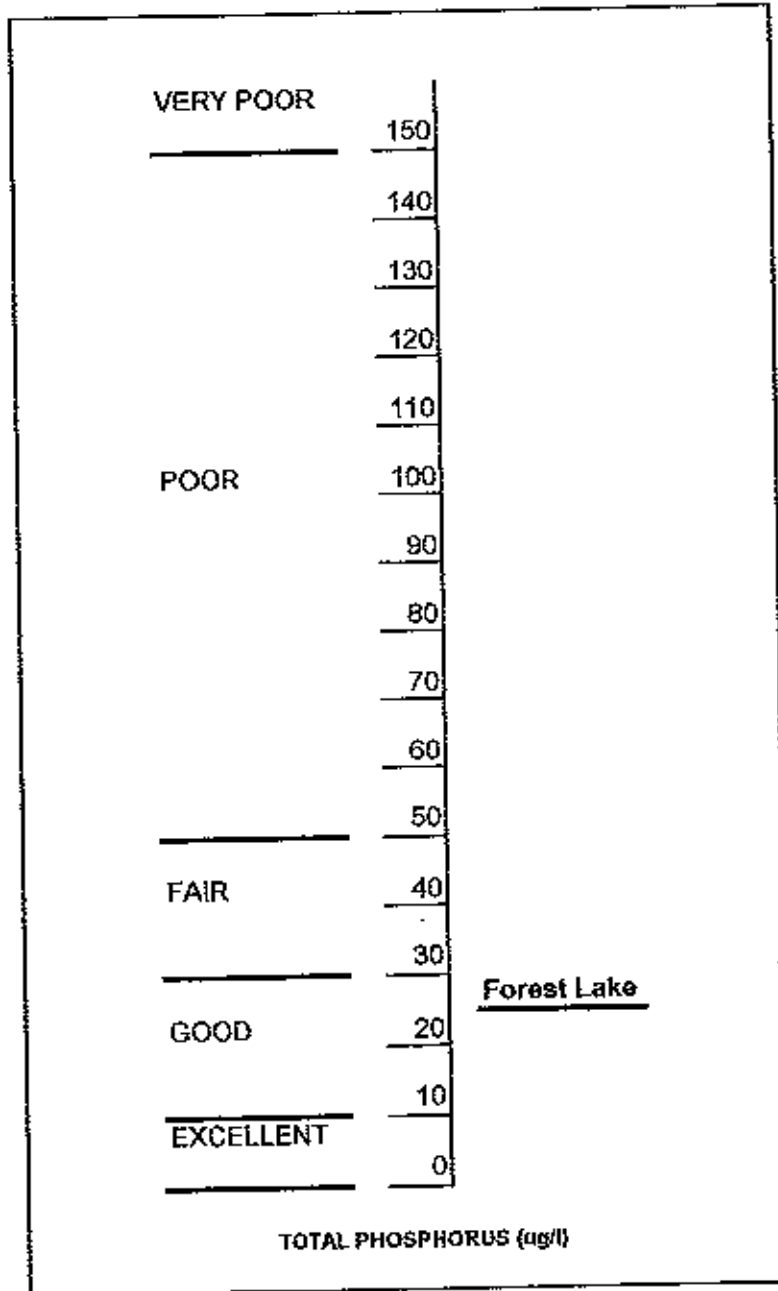 VERY POOR
150
140
130
120
110
POOR
100
90
80
70
60
50
FAIR
40
30
Forest Lake
GOOD
20
10
EXCELLENT
0
TOTAL PHOSPHORUS (ug/l)